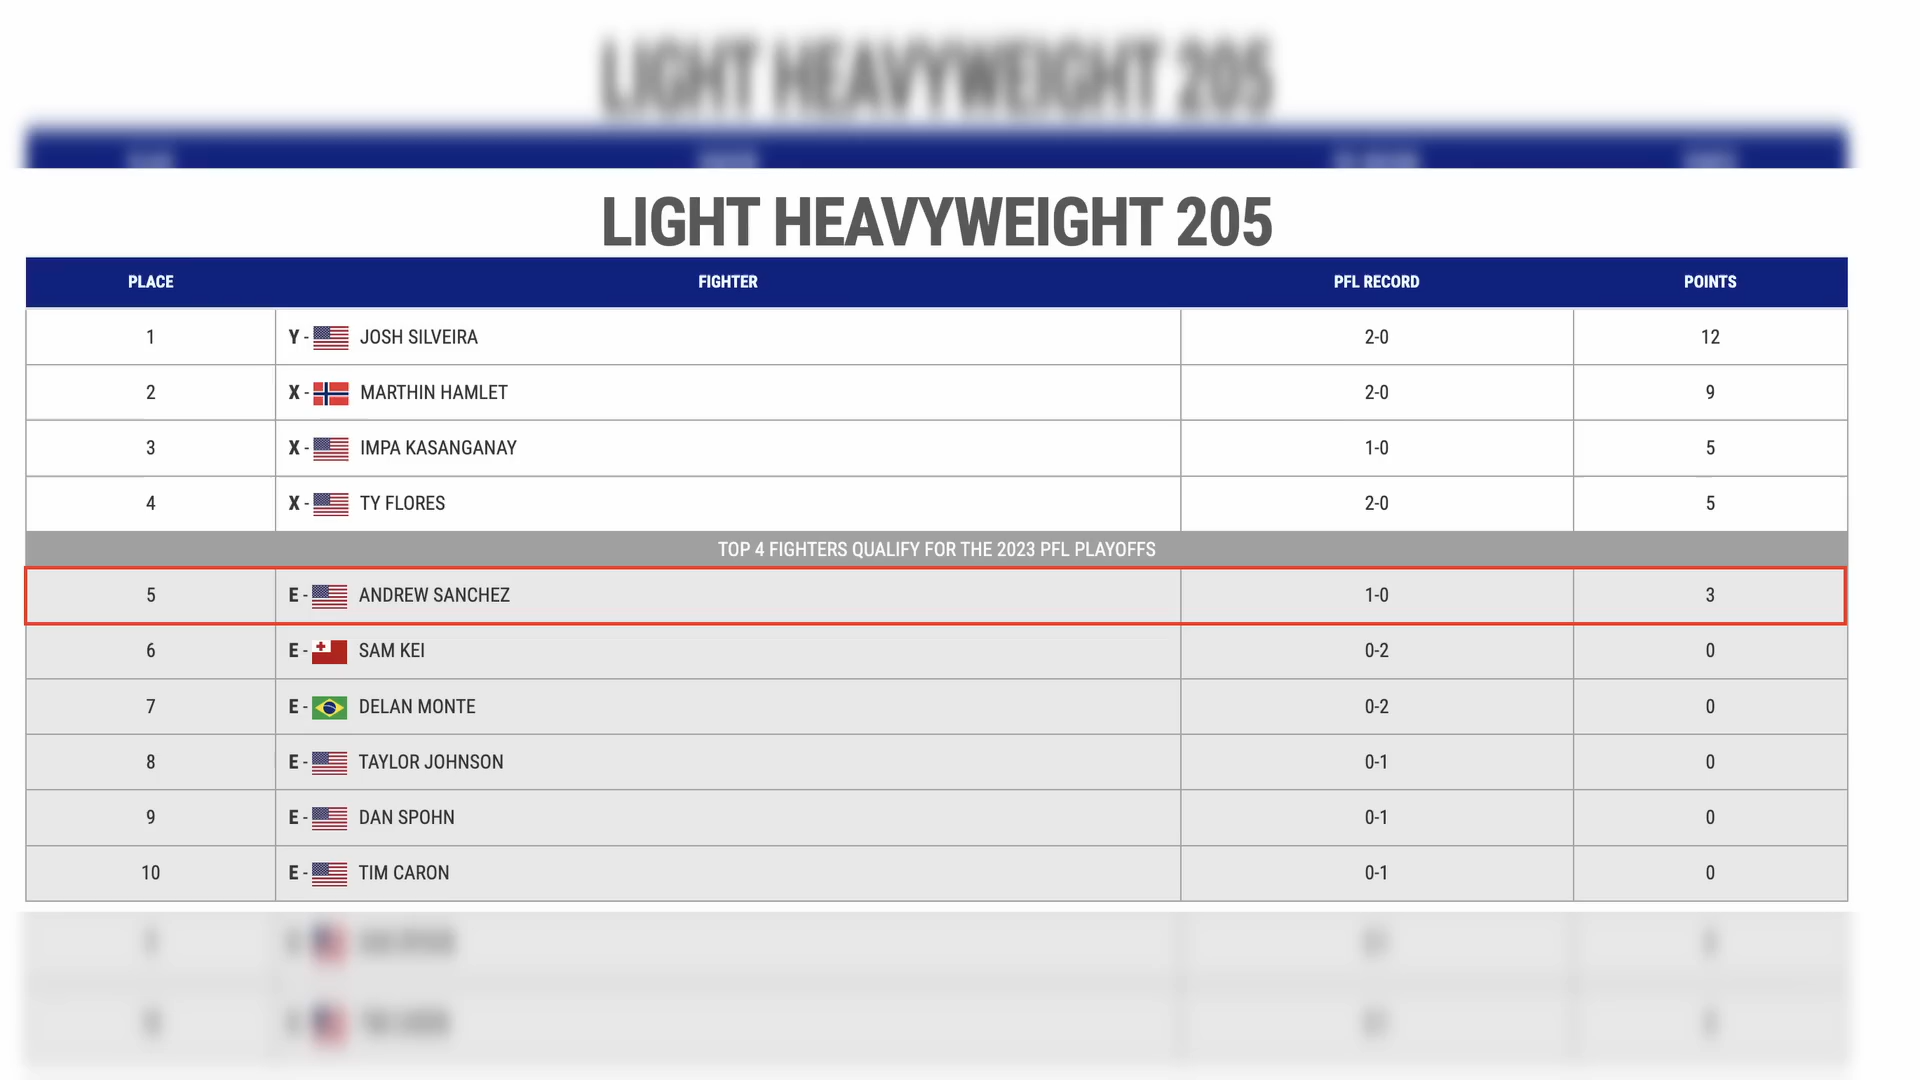 LIGHT HEAVYWEIGHT 205
LIGHT HEAVYWEIGHT 205
PLACE FIGHTER PFL RECORD POINTS
1 Y - JOSH SILVEIRA 2-0 12
2 X - MARTHIN HAMLET 2-0 9
3 X - IMPA KASANGANAY 1-0 5
4 X - TY FLORES 2-0 5
TOP 4 FIGHTERS QUALIFY FOR THE 2023 PFL PLAYOFFS
5 E - ANDREW SANCHEZ 1-0 3
6 E - SAM KEI 0-2 0
7 E - DELAN MONTE 0-2 0
8 E - TAYLOR JOHNSON 0-1 0
9 E - DAN SPOHN 0-1 0
10 E - TIM CARON 0-1 0